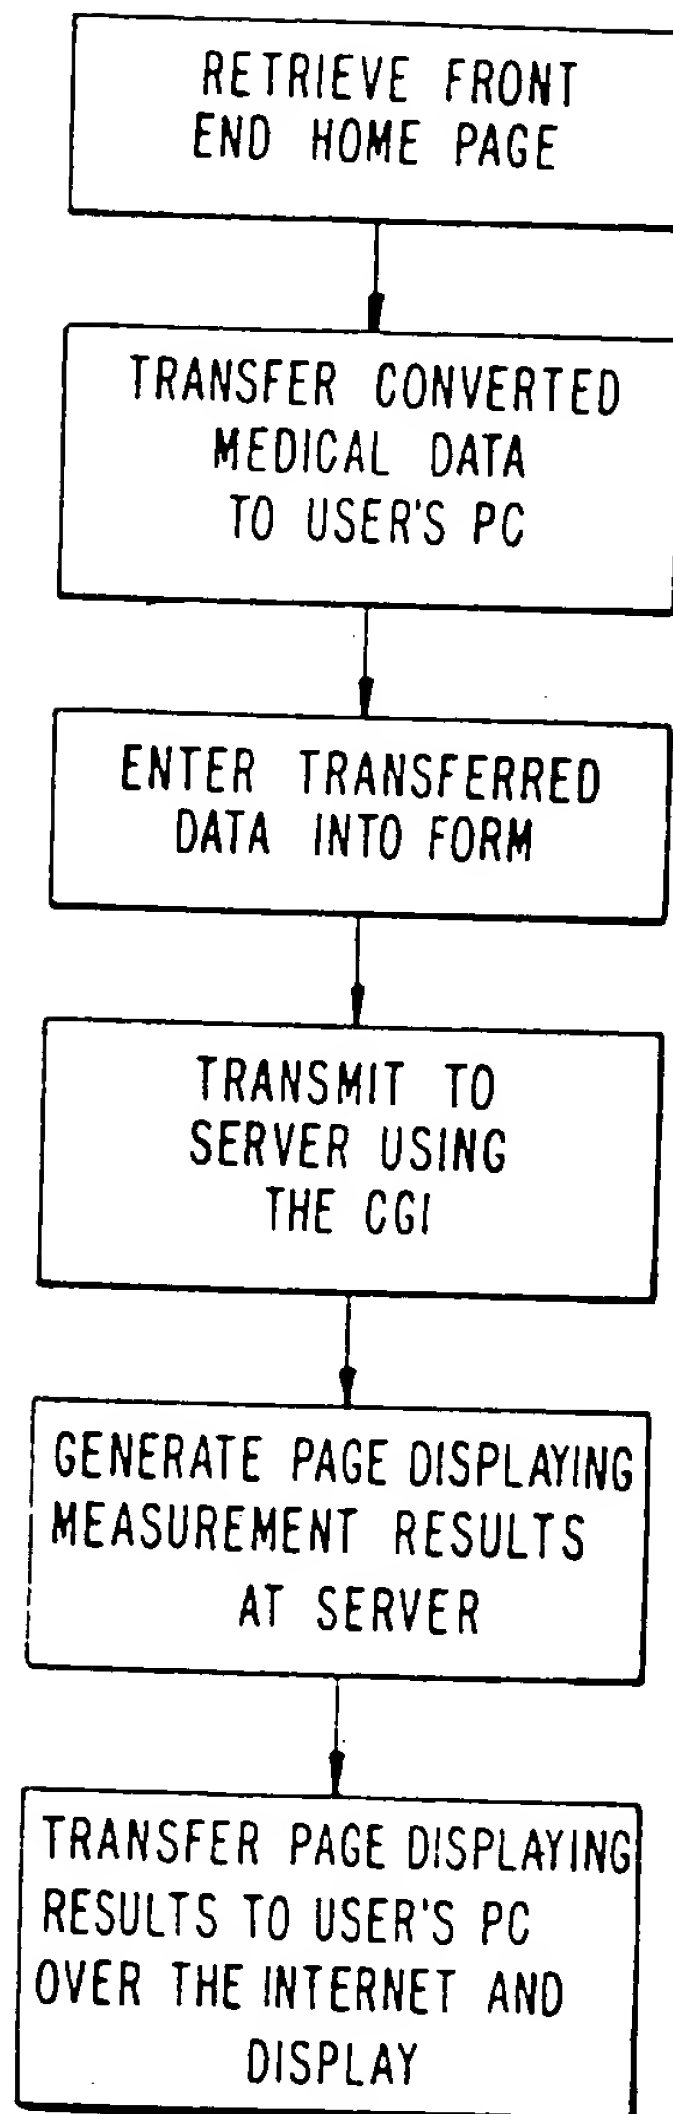 RETRIEVE FRONT
END HOME PAGE
TRANSFER CONVERTED
MEDICAL DATA
TO USER'S PC
ENTER TRANSFERRED
DATA INTO FORM
TRANSMIT TO
SERVER USING
THE CGI
GENERATE PAGE DISPLAYING
MEASUREMENT RESULTS
AT SERVER
TRANSFER PAGE DISPLAYING
RESULTS TO USER'S PC
OVER THE INTERNET AND
DISPLAY